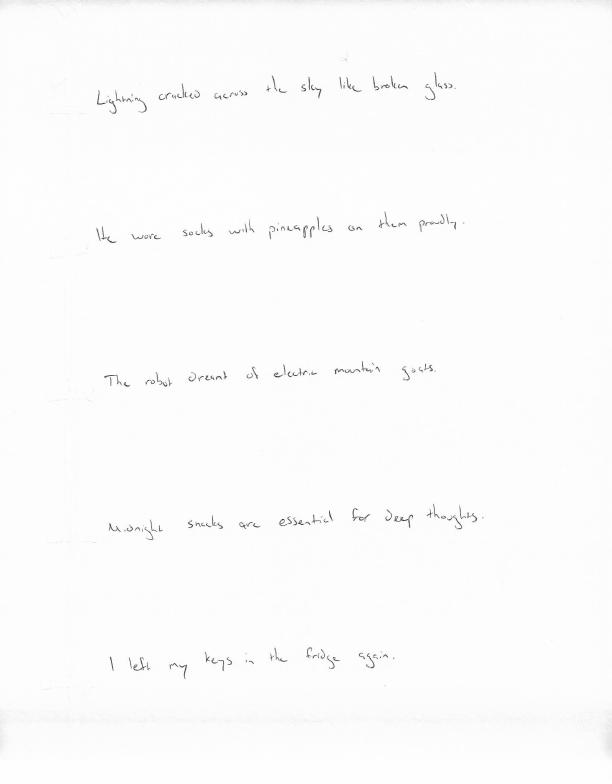 Lightning cracked across the sky like broken glass.
He wore socks with pineapples on them proudly.
The robot dreamt of electric mountain goats.
Midnight snacks are essential for deep thoughts.
I left my keys in the fridge again.